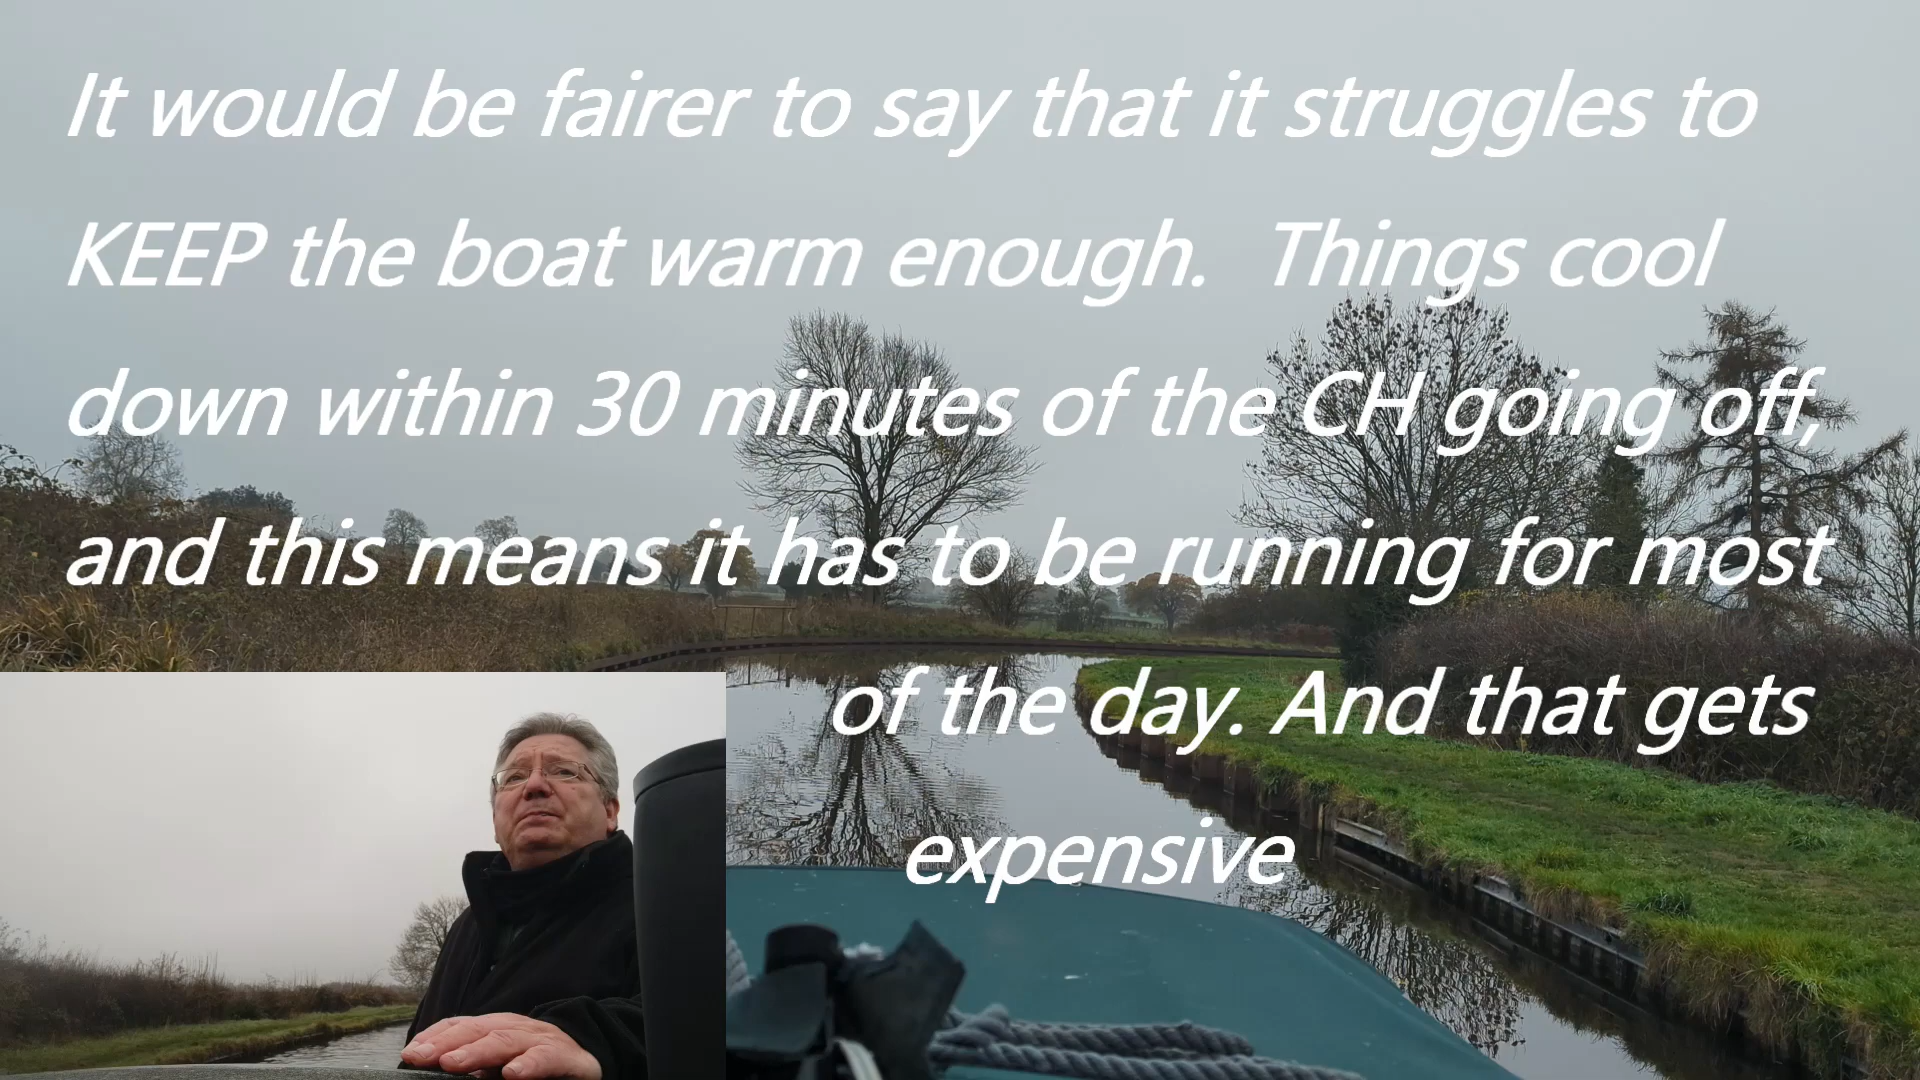 It would be fairer to say that it struggles to
KEEP the boat warm enough.  Things cool
down within 30 minutes of the CH going off,
and this means it has to be running for most
of the day. And that gets
expensive